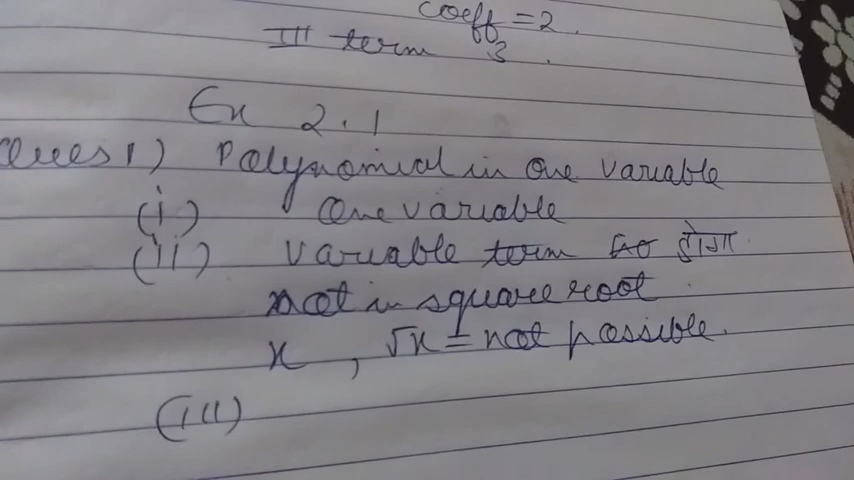 coeff = 2.
III term 3.
Ex 2.1
Ques 1) Polynomial in one variable
(i) One variable
(ii) variable term होगा
not in square root.
x , √x = not possible.
(iii)